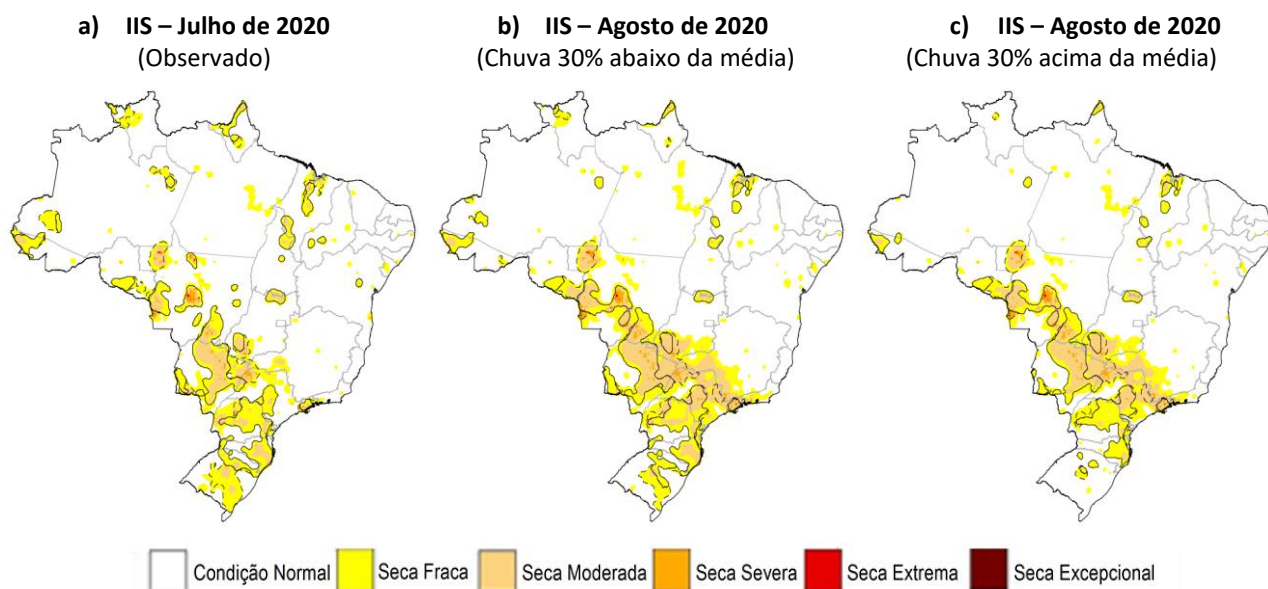 a) IIS – Julho de 2020
(Observado)
b) IIS – Agosto de 2020
(Chuva 30% abaixo da média)
c) IIS – Agosto de 2020
(Chuva 30% acima da média)
Condição Normal
Seca Fraca
Seca Moderada
Seca Severa
Seca Extrema
Seca Excepcional